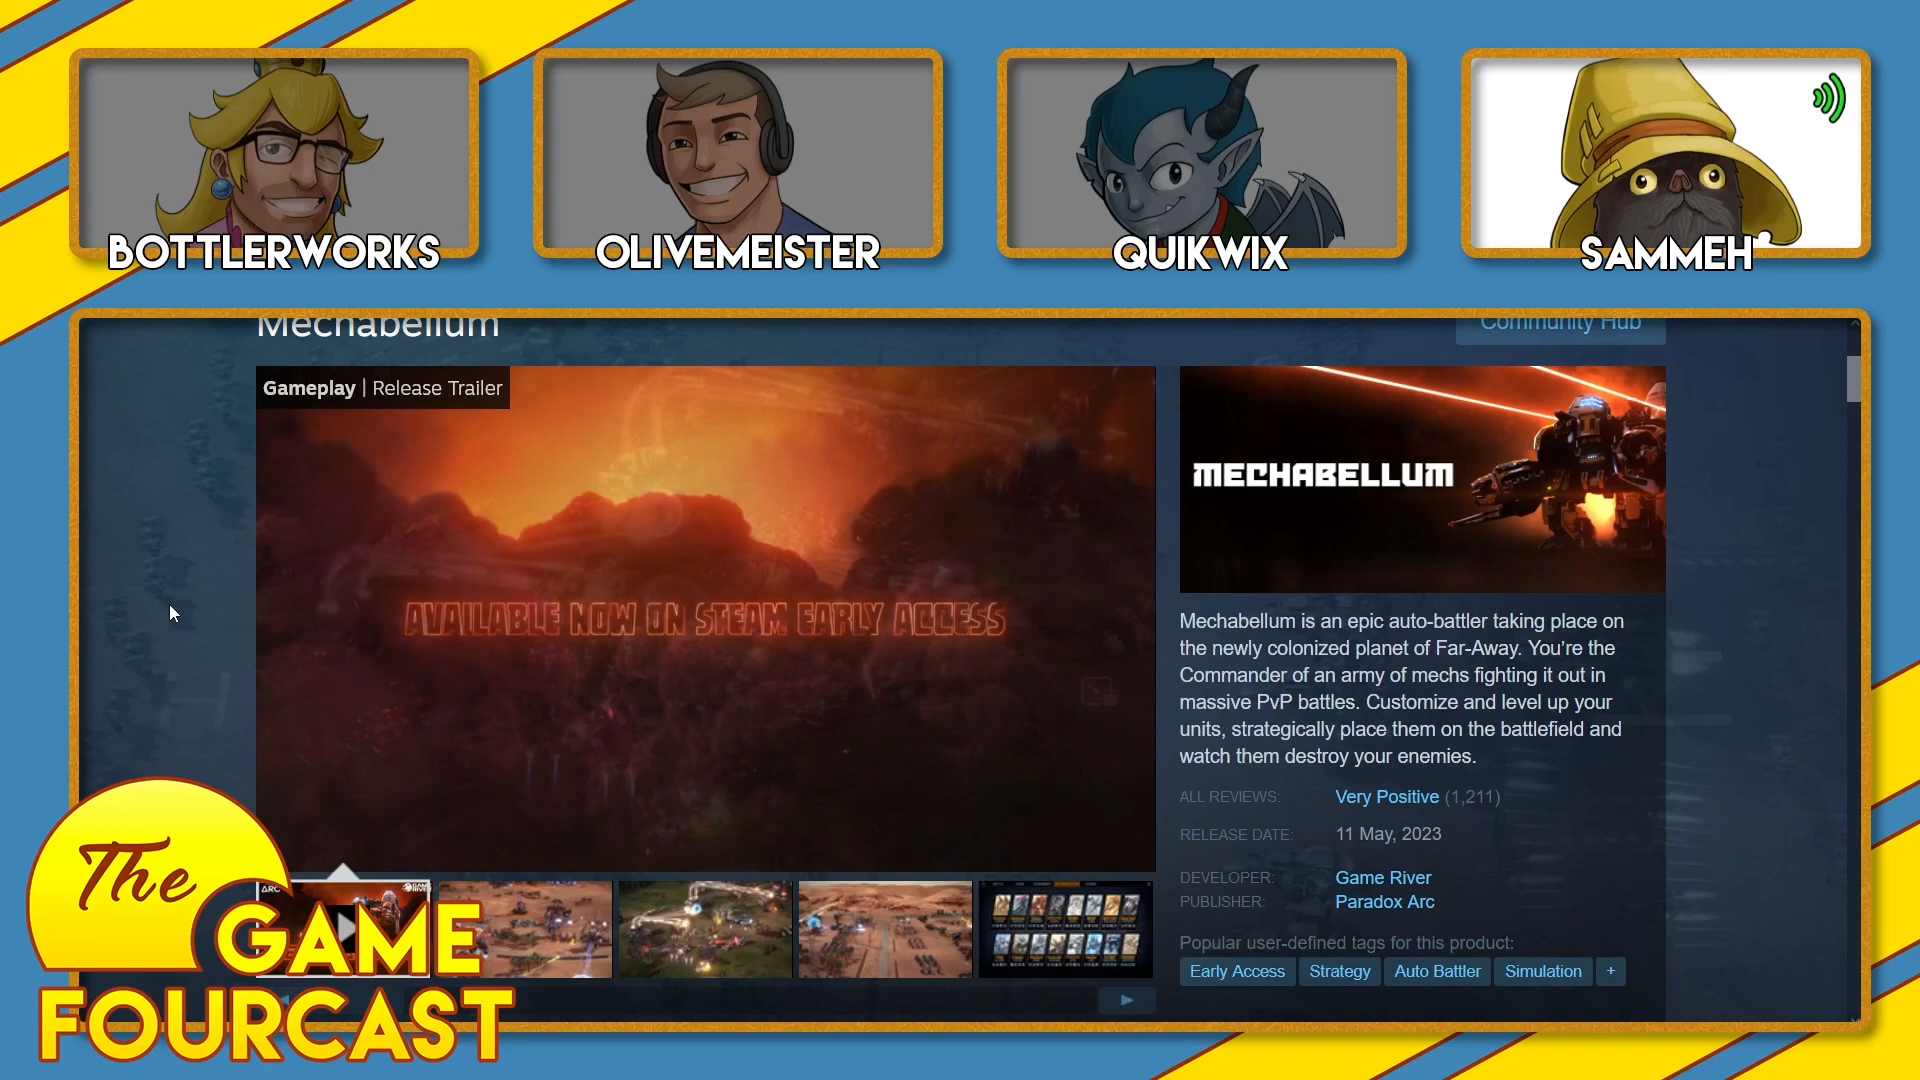 BOTTLERWORKS
OLIVEMEISTER
QUIKWIX
SAMMEH
Mechabellum
Community Hub
Gameplay | Release Trailer
AVAILABLE NOW ON STEAM EARLY ACCESS
MECHABELLUM
Mechabellum is an epic auto-battler taking place on
the newly colonized planet of Far-Away. You’re the
Commander of an army of mechs fighting it out in
massive PvP battles. Customize and level up your
units, strategically place them on the battlefield and
watch them destroy your enemies.
ALL REVIEWS: Very Positive (1,211)
RELEASE DATE: 11 May, 2023
DEVELOPER: Game River
PUBLISHER: Paradox Arc
Popular user-defined tags for this product:
Early Access Strategy Auto Battler Simulation +
ARC
The
GAME
FOURCAST